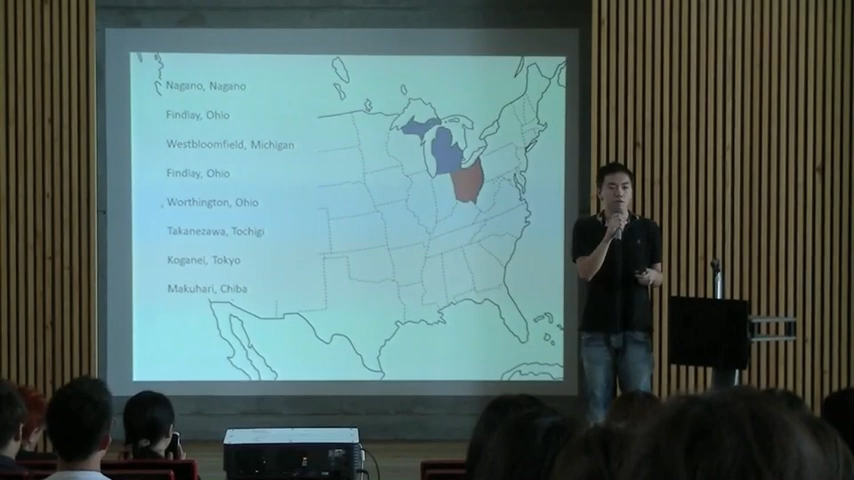 Nagano, Nagano
Findlay, Ohio
Westbloomfield, Michigan
Findlay, Ohio
Worthington, Ohio
Takanezawa, Tochigi
Koganei, Tokyo
Makuhari, Chiba